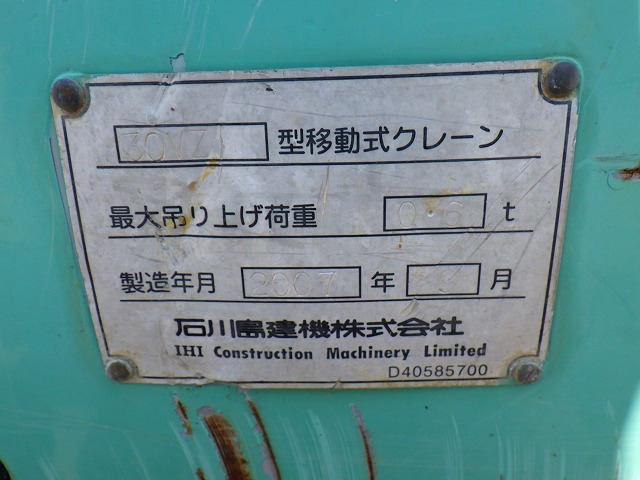 30VZ 型移動式クレーン
最大吊り上げ荷重 0.6 t
製造年月 2007 年 月
石川島建機株式会社
IHI Construction Machinery Limited
D40585700